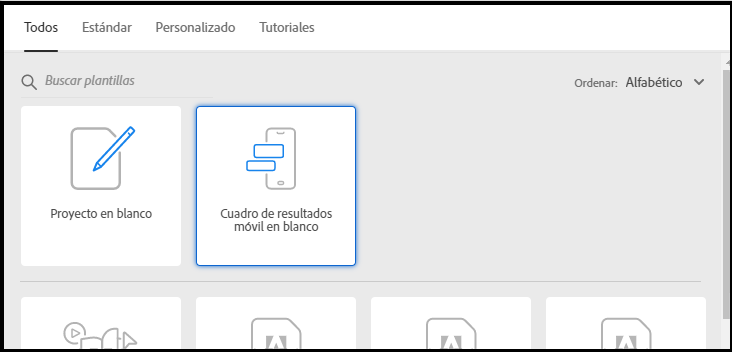 Todos Estándar Personalizado Tutoriales
Buscar plantillas
Ordenar: Alfabético
Proyecto en blanco
Cuadro de resultados
móvil en blanco